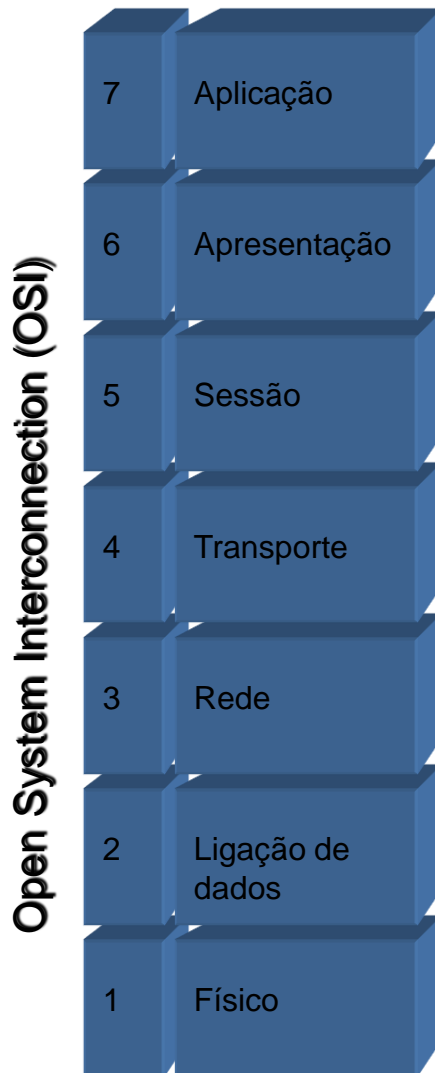 Open System Interconnection (OSI)
7 Aplicação
6 Apresentação
5 Sessão
4 Transporte
3 Rede
2 Ligação de
dados
1 Físico